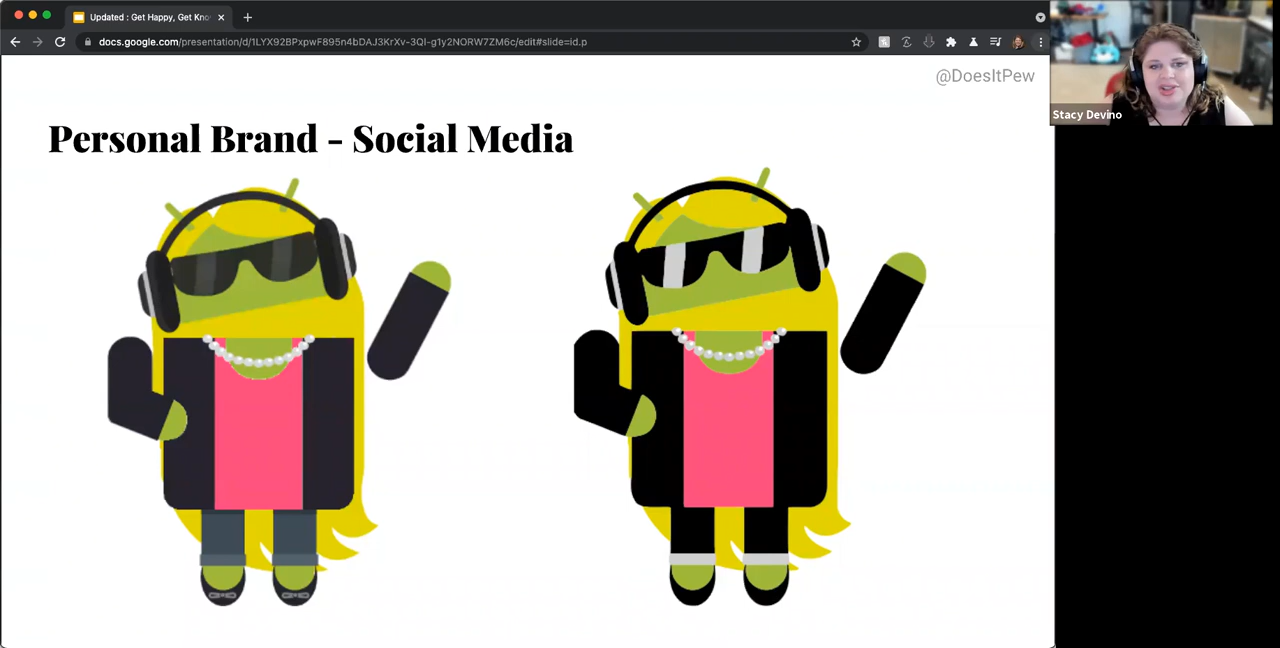 Updated : Get Happy, Get Kno
docs.google.com/presentation/d/1LYX92BPxpwF895n4bDAJ3KrXv-3Ql-g1y2NORW7ZM6c/edit#slide=id.p
@DoesItPew
Stacy Devino
Personal Brand - Social Media